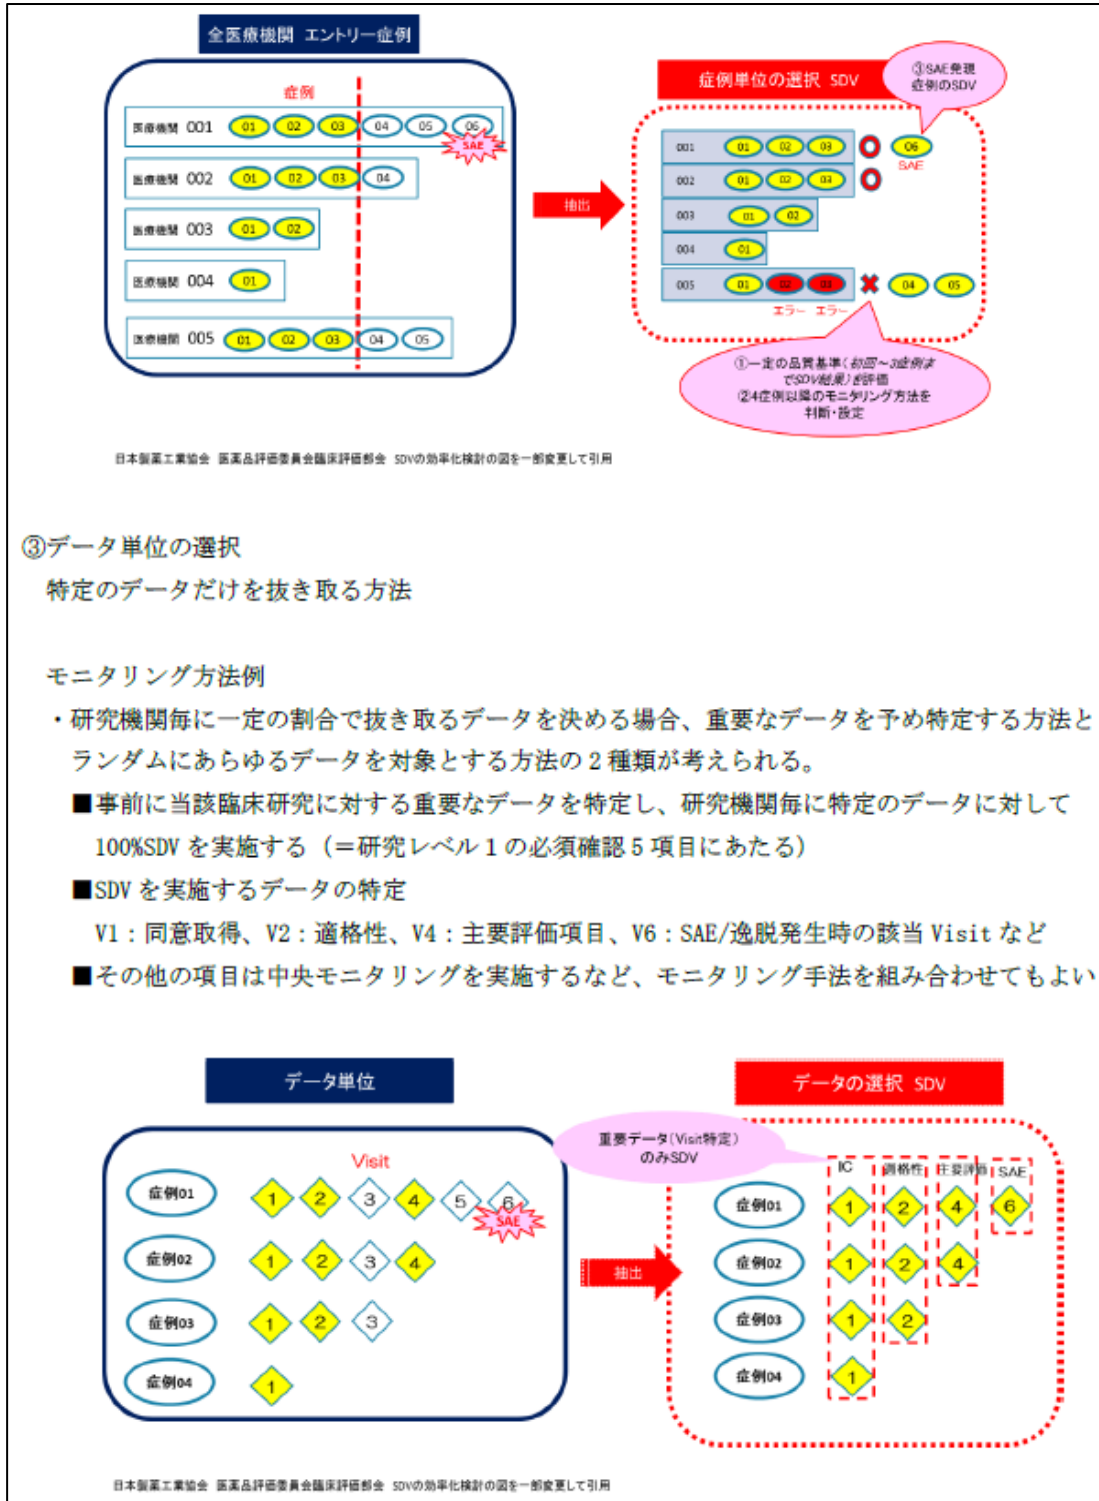 全医療機関 エントリー症例
症例
医療機関 001 01 02 03 04 05 06
SAE
医療機関 002 01 02 03 04
医療機関 003 01 02
医療機関 004 01
医療機関 005 01 02 03 04 05
抽出
症例単位の選択 SDV
③SAE発現
症例のSDV
001 01 02 03 06
SAE
002 01 02 03
003 01 02
004 01
005 01 02 03 04 05
エラー エラー
①一定の品質基準(初回~3症例ま
でSDV結果)を評価
②4症例以降のモニタリング方法を
判断・設定
日本製薬工業協会 医薬品評価委員会臨床評価部会 SDVの効率化検討の図を一部変更して引用
③データ単位の選択
特定のデータだけを抜き取る方法
モニタリング方法例
・研究機関毎に一定の割合で抜き取るデータを決める場合、重要なデータを予め特定する方法と
ランダムにあらゆるデータを対象とする方法の2種類が考えられる。
■事前に当該臨床研究に対する重要なデータを特定し、研究機関毎に特定のデータに対して
100%SDVを実施する（＝研究レベル1の必須確認5項目にあたる）
■SDVを実施するデータの特定
V1：同意取得、V2：適格性、V4：主要評価項目、V6：SAE/逸脱発生時の該当Visitなど
■その他の項目は中央モニタリングを実施するなど、モニタリング手法を組み合わせてもよい
データ単位
Visit
症例01 1 2 3 4 5 6
SAE
症例02 1 2 3 4
症例03 1 2 3
症例04 1
抽出
データの選択 SDV
重要データ(Visit特定)
のみSDV
IC 適格性 主要評価 SAE
症例01 1 2 4 6
症例02 1 2 4
症例03 1 2
症例04 1
日本製薬工業協会 医薬品評価委員会臨床評価部会 SDVの効率化検討の図を一部変更して引用